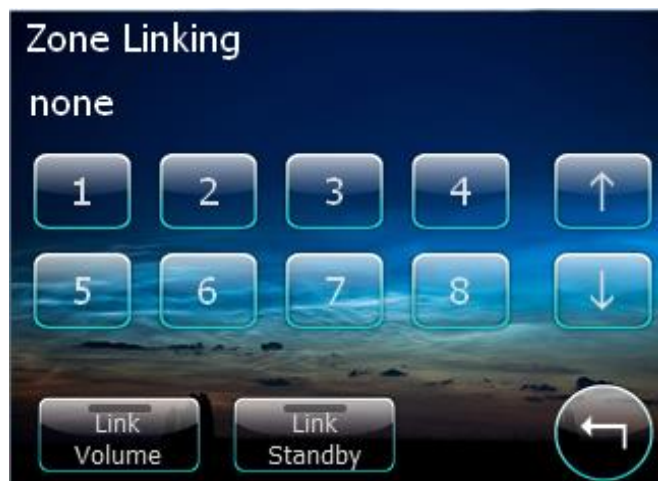 Zone Linking
none
1 2 3 4 ↑
5 6 7 8 ↓
Link
Volume
Link
Standby